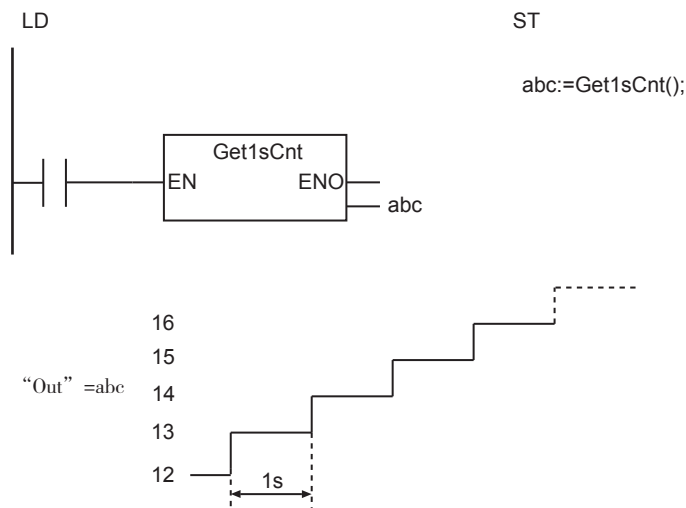 LD
ST
abc:=Get1sCnt();
Get1sCnt
EN
ENO
abc
16
15
“Out” =abc
14
13
12
1s